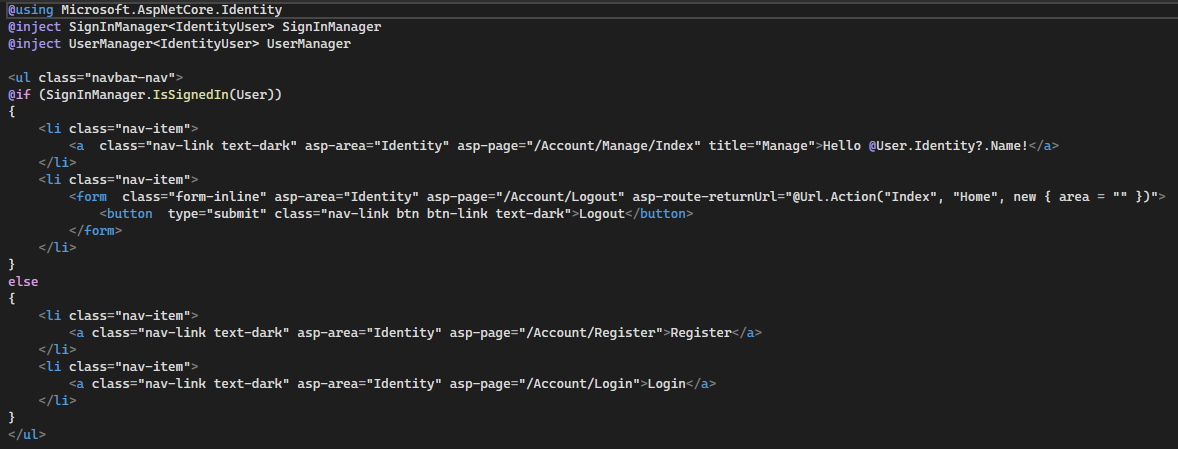 @using Microsoft.AspNetCore.Identity
@inject SignInManager<IdentityUser> SignInManager
@inject UserManager<IdentityUser> UserManager

<ul class="navbar-nav">
@if (SignInManager.IsSignedIn(User))
{
    <li class="nav-item">
        <a  class="nav-link text-dark" asp-area="Identity" asp-page="/Account/Manage/Index" title="Manage">Hello @User.Identity?.Name!</a>
    </li>
    <li class="nav-item">
        <form  class="form-inline" asp-area="Identity" asp-page="/Account/Logout" asp-route-returnUrl="@Url.Action("Index", "Home", new { area = "" })">
            <button  type="submit" class="nav-link btn btn-link text-dark">Logout</button>
        </form>
    </li>
}
else
{
    <li class="nav-item">
        <a class="nav-link text-dark" asp-area="Identity" asp-page="/Account/Register">Register</a>
    </li>
    <li class="nav-item">
        <a class="nav-link text-dark" asp-area="Identity" asp-page="/Account/Login">Login</a>
    </li>
}
</ul>